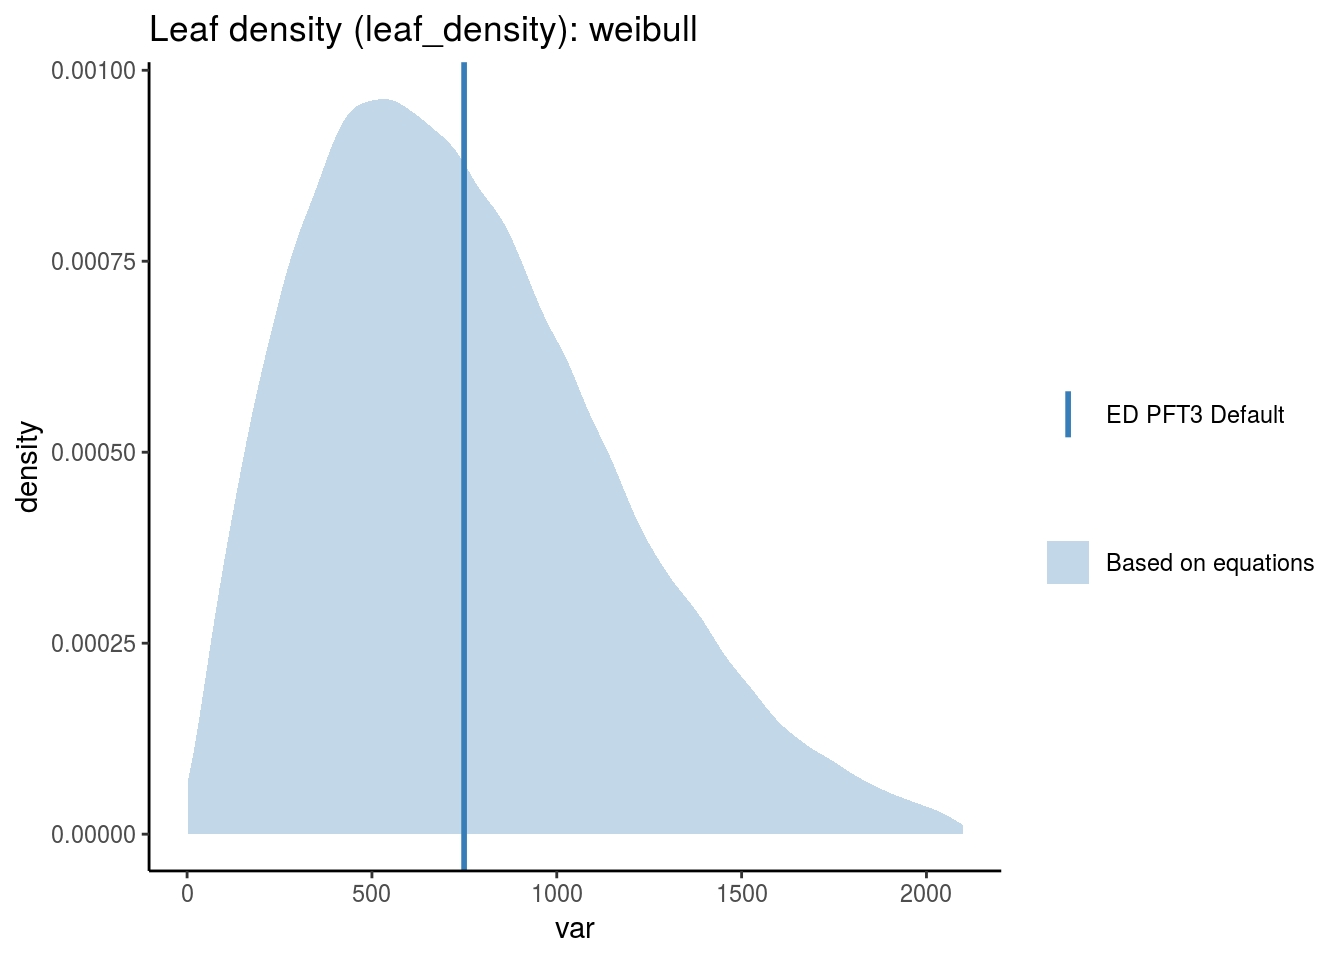 Leaf density (leaf_density): weibull
0.00100
0.00075
0.00050
0.00025
0.00000
density
0 500 1000 1500 2000
var
ED PFT3 Default
Based on equations